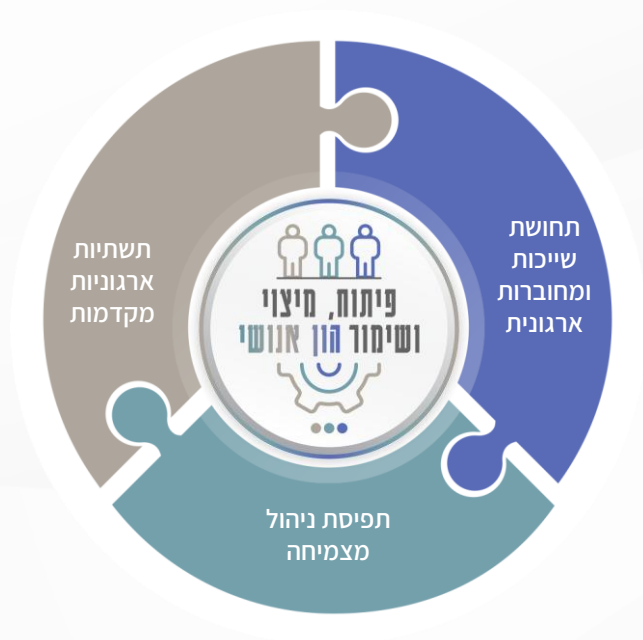 תחושת
שייכות
ומחוברות
ארגונית
תשתיות
ארגוניות
מקדמות
פיתוח, מיצוי
ושימור הון אנושי
תפיסת ניהול
מצמיחה